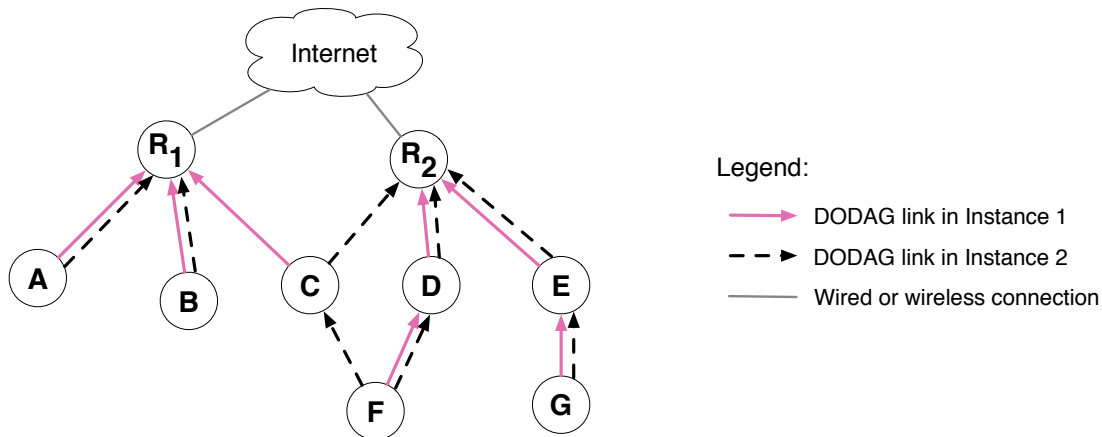 Internet
R1
R2
Legend:
DODAG link in Instance 1
A
B
C
D
E
DODAG link in Instance 2
Wired or wireless connection
F
G